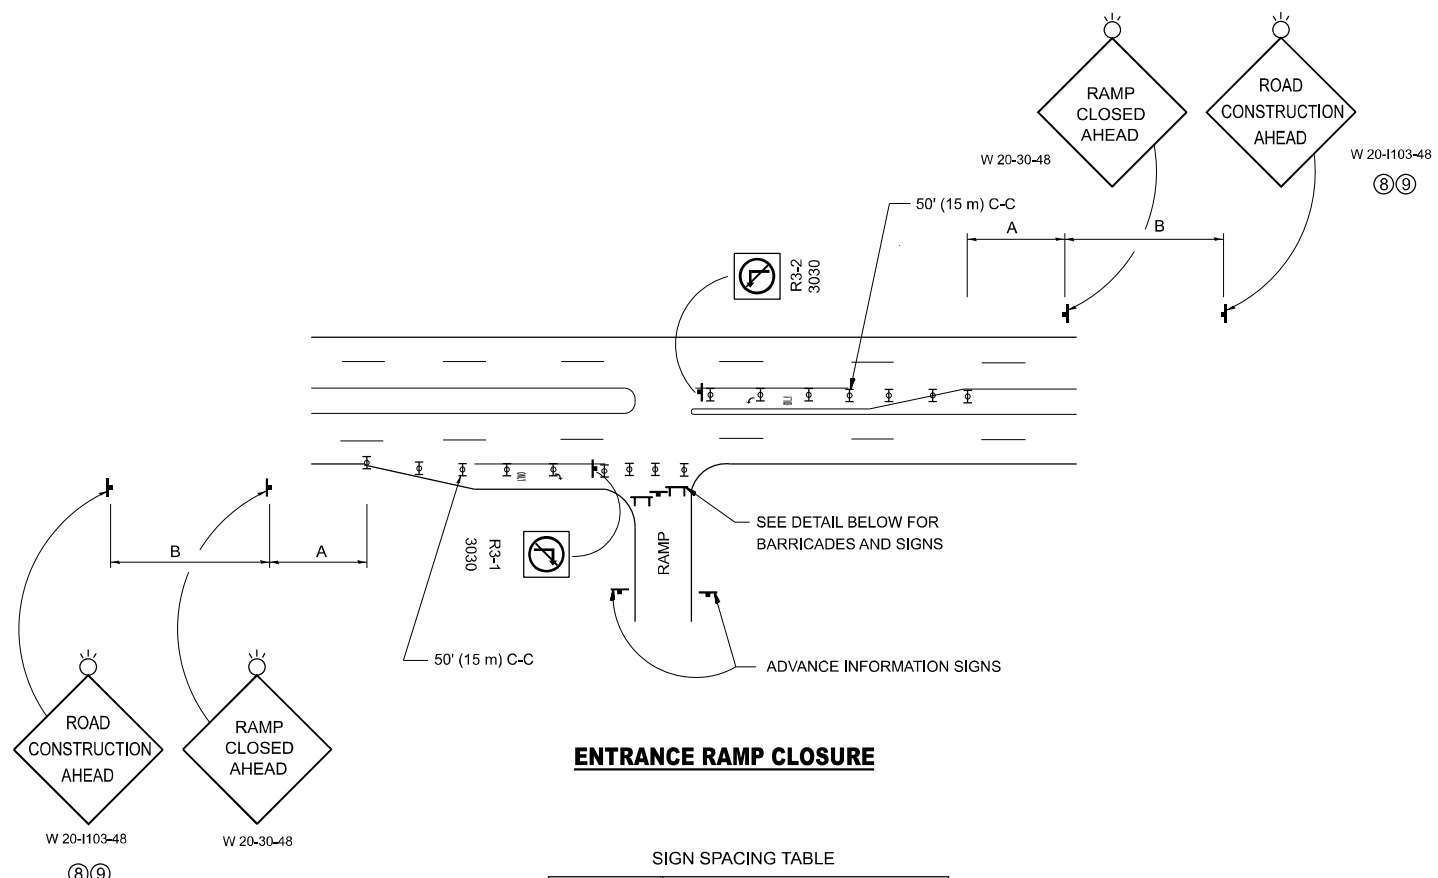 RAMP
CLOSED
AHEAD
W 20-30-48
ROAD
CONSTRUCTION
AHEAD
W 20-I103-48
⑧⑨
50' (15 m) C-C
A
B
R3-2
3030
B
A
R3-1
3030
RAMP
SEE DETAIL BELOW FOR
BARRICADES AND SIGNS
50' (15 m) C-C
ADVANCE INFORMATION SIGNS
ROAD
CONSTRUCTION
AHEAD
W 20-I103-48
⑧⑨
RAMP
CLOSED
AHEAD
W 20-30-48
ENTRANCE RAMP CLOSURE
SIGN SPACING TABLE